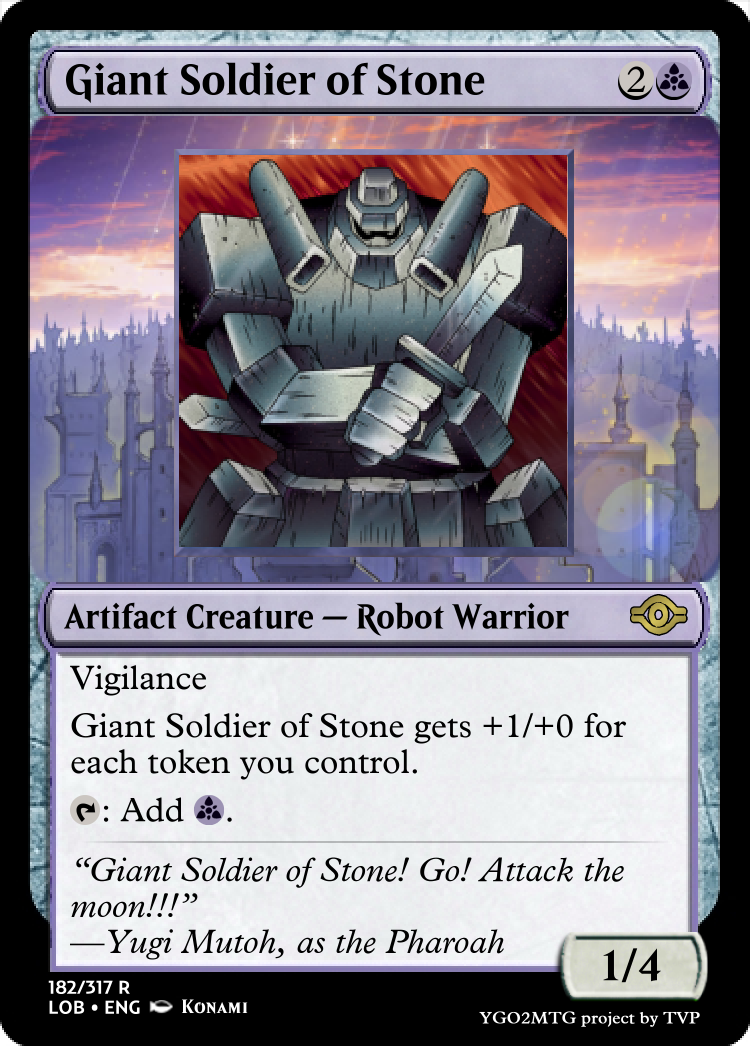 Giant Soldier of Stone 2
Artifact Creature — Robot Warrior
Vigilance
Giant Soldier of Stone gets +1/+0 for
each token you control.
: Add .
“Giant Soldier of Stone! Go! Attack the
moon!!!”
—Yugi Mutoh, as the Pharoah
1/4
182/317 R
LOB • ENG Konami
YGO2MTG project by TVP